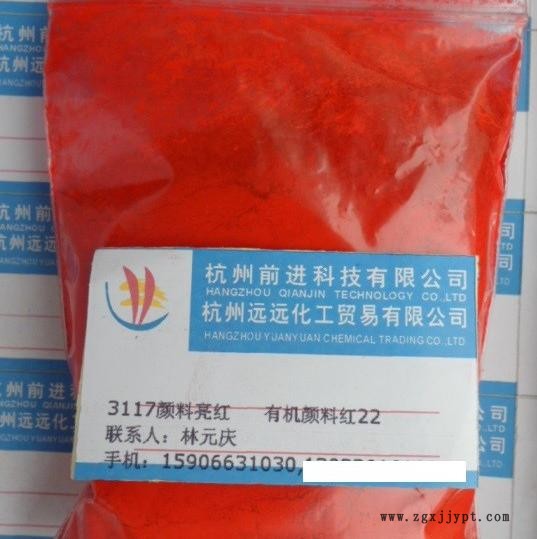 杭州前进科技有限公司
HANGZHOU QIANJIN TECHNOLOGY CO.,LTD
杭州远远化工贸易有限公司
HANGZHOU YUANYUAN CHEMICAL TRADING CO.,LTD
3117颜料亮红 有机颜料红22
联系人: 林元庆
手机: 15906631030,
www.zgxjjypt.com